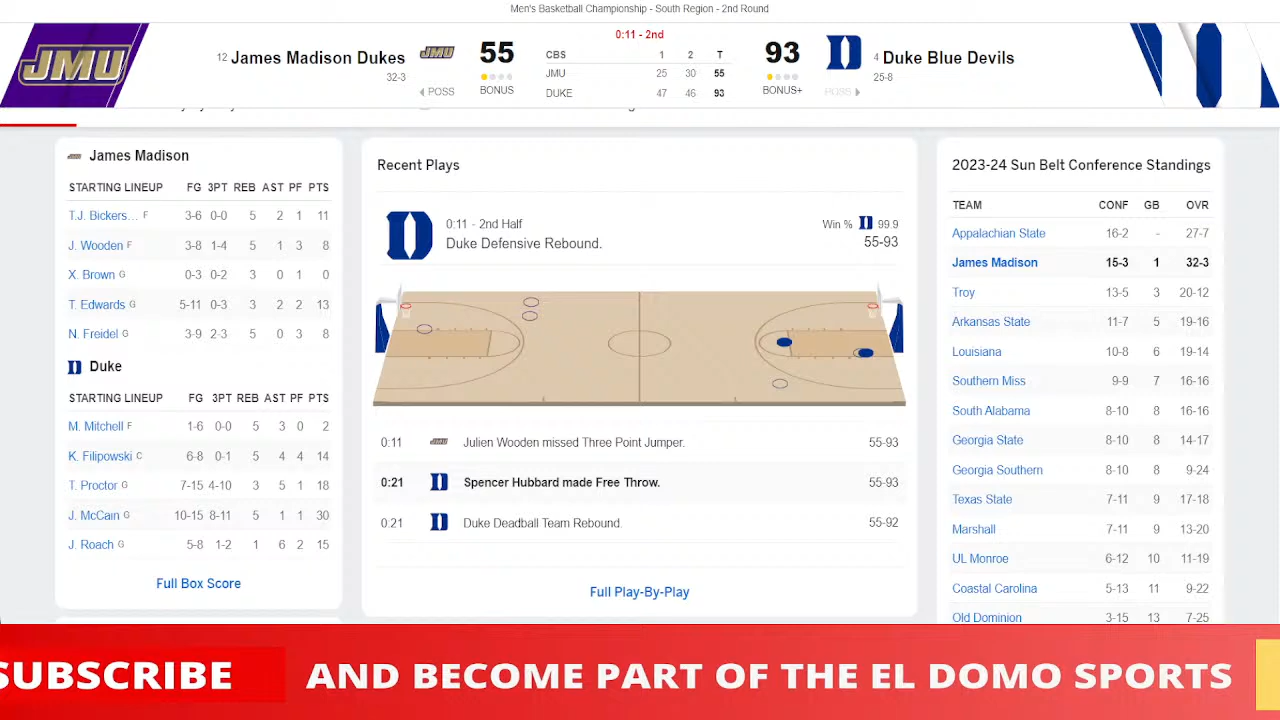 Men's Basketball Championship - South Region - 2nd Round
JMU
12 James Madison Dukes
32-3
JMU
55
BONUS
POSS
0:11 - 2nd
CBS 1 2 T
JMU 25 30 55
DUKE 47 46 93
93
BONUS+
D
4 Duke Blue Devils
25-8
POSS
James Madison
STARTING LINEUP FG 3PT REB AST PF PTS
T.J. Bickers... F 3-6 0-0 5 2 1 11
J. Wooden F 3-8 1-4 5 1 3 8
X. Brown G 0-3 0-2 3 0 1 0
T. Edwards G 5-11 0-3 3 2 2 13
N. Freidel G 3-9 2-3 5 0 3 8
Duke
STARTING LINEUP FG 3PT REB AST PF PTS
M. Mitchell F 1-6 0-0 5 3 0 2
K. Filipowski C 6-8 0-1 5 4 4 14
T. Proctor G 7-15 4-10 3 5 1 18
J. McCain G 10-15 8-11 5 1 1 30
J. Roach G 5-8 1-2 1 6 2 15
Full Box Score
Recent Plays
0:11 - 2nd Half
Duke Defensive Rebound.
Win % 99.9
55-93
0:11 JMU Julien Wooden missed Three Point Jumper. 55-93
0:21 Spencer Hubbard made Free Throw. 55-93
0:21 Duke Deadball Team Rebound. 55-92
Full Play-By-Play
2023-24 Sun Belt Conference Standings
TEAM CONF GB OVR
Appalachian State 16-2 - 27-7
James Madison 15-3 1 32-3
Troy 13-5 3 20-12
Arkansas State 11-7 5 19-16
Louisiana 10-8 6 19-14
Southern Miss 9-9 7 16-16
South Alabama 8-10 8 16-16
Georgia State 8-10 8 14-17
Georgia Southern 8-10 8 9-24
Texas State 7-11 9 17-18
Marshall 7-11 9 13-20
UL Monroe 6-12 10 11-19
Coastal Carolina 5-13 11 9-22
Old Dominion 3-15 13 7-25
SUBSCRIBE AND BECOME PART OF THE EL DOMO SPORTS